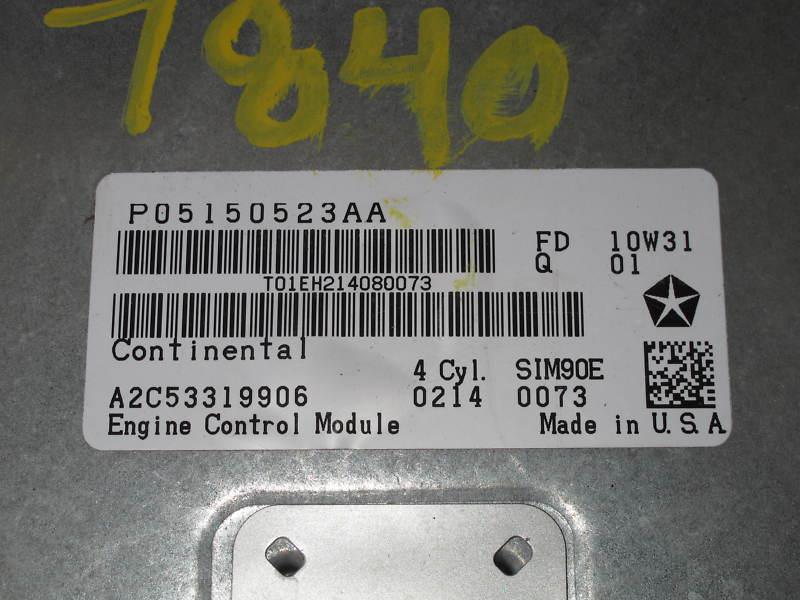 7840
P05150523AA
FD 10W31
Q 01
T01EH214080073
Continental
4 Cyl. SIM90E
A2C53319906 0214 0073
Engine Control Module Made in U.S.A